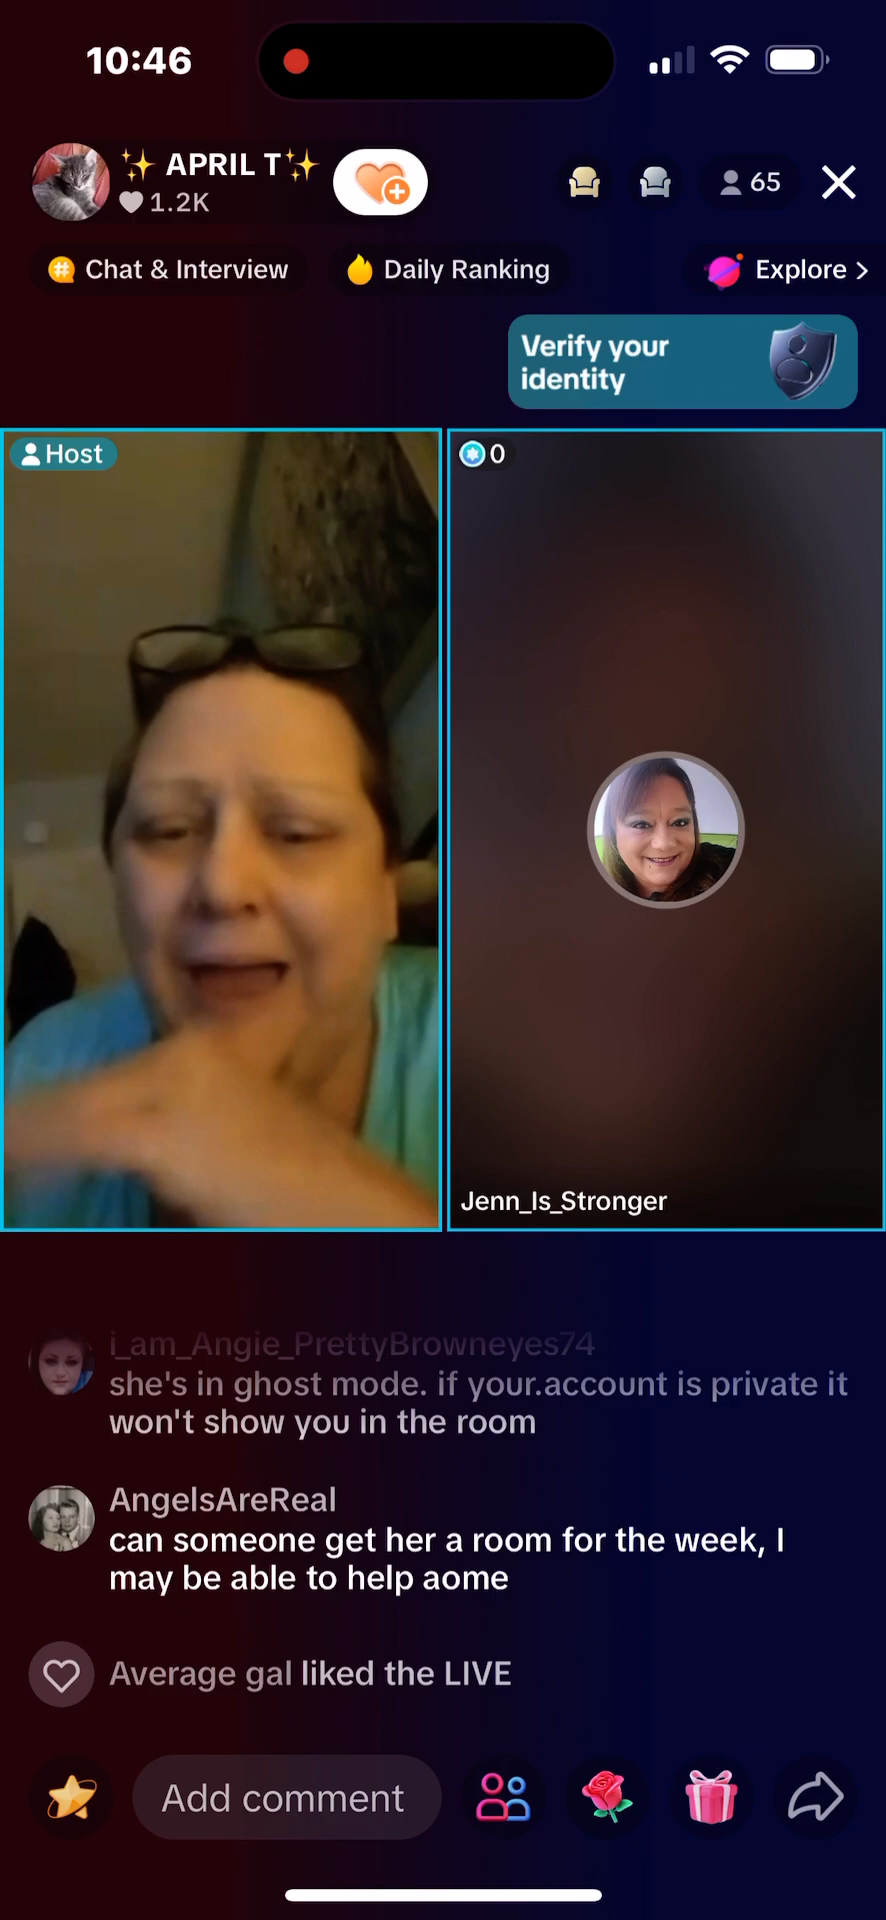 10:46
✨ APRIL T✨
1.2K
65
Chat & Interview
Daily Ranking
Explore >
Verify your
identity
Host
0
Jenn_Is_Stronger
i_am_Angie_PrettyBrowneyes74
she's in ghost mode. if your.account is private it
won't show you in the room
AngelsAreReal
can someone get her a room for the week, I
may be able to help aome
Average gal liked the LIVE
Add comment